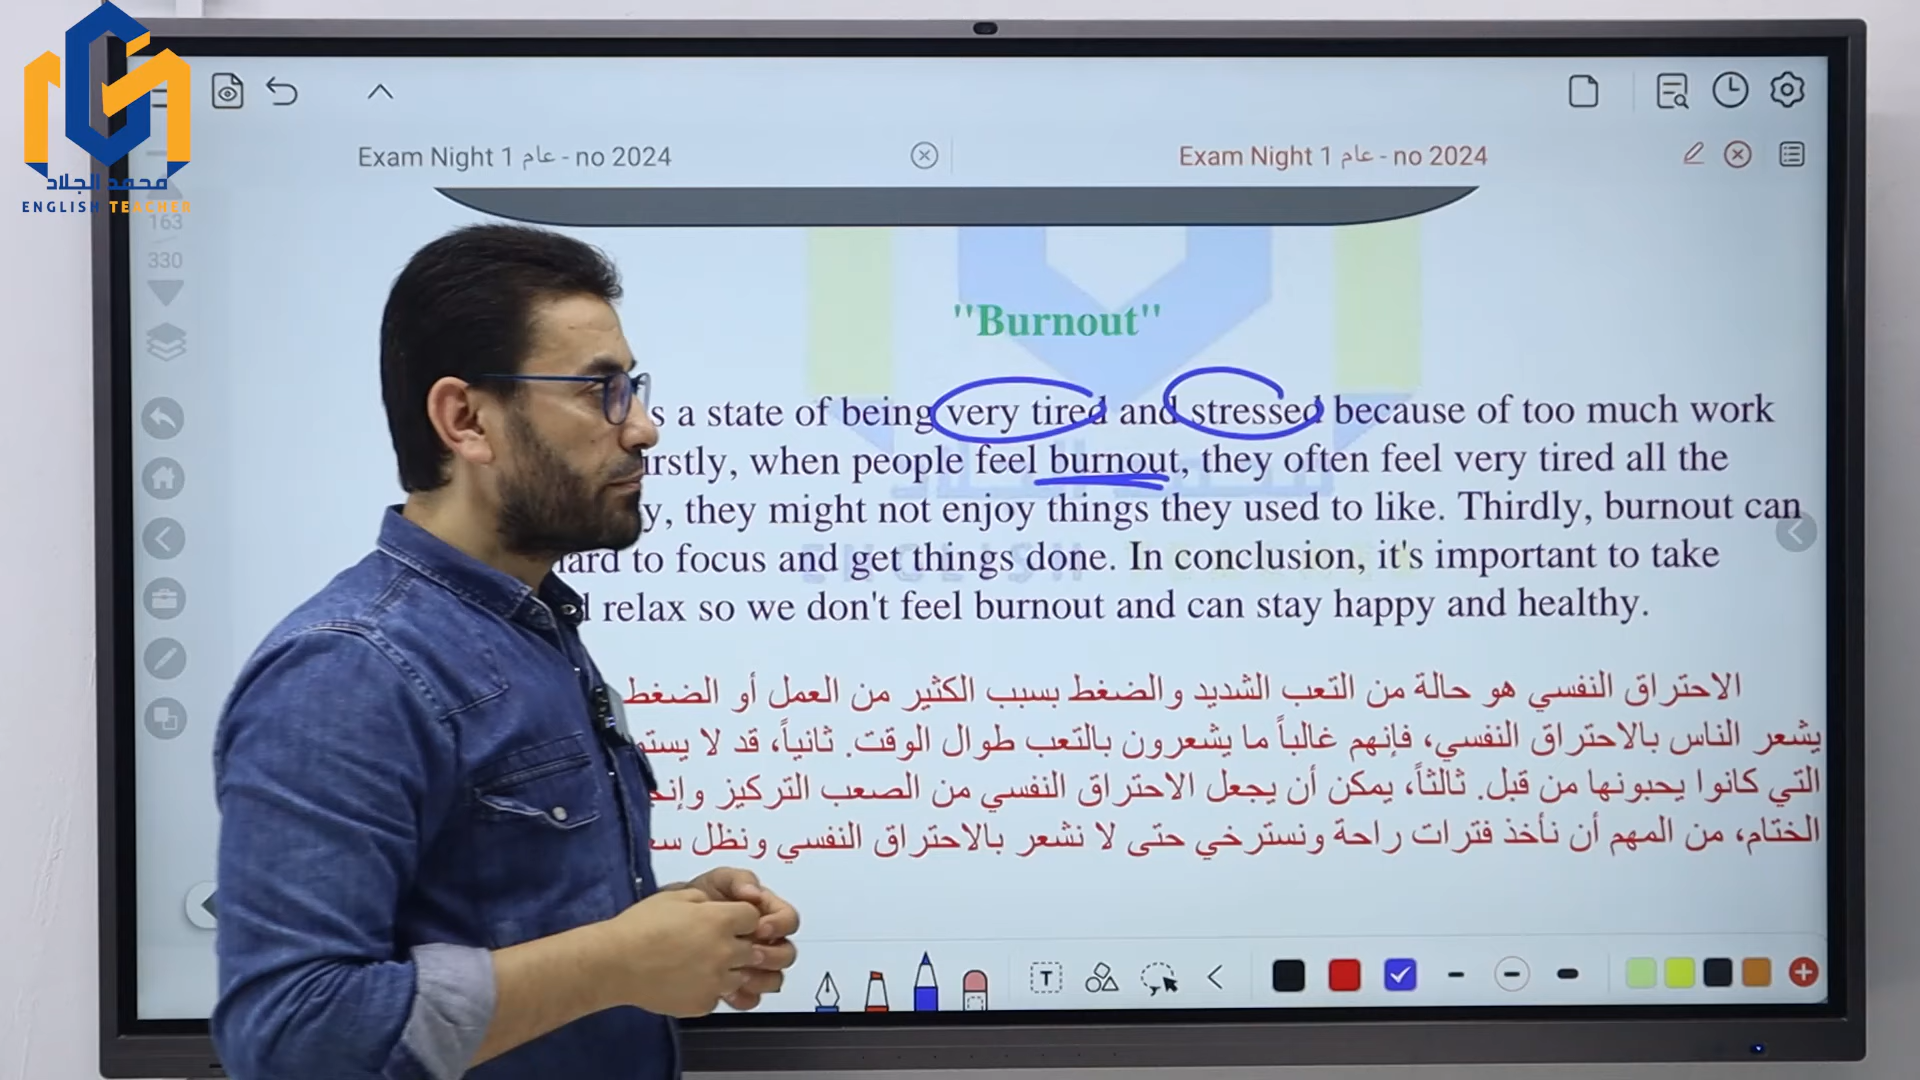 محمد الجلاد
ENGLISH TEACHER
163
330
Exam Night 1 عام - no 2024
Exam Night 1 عام - no 2024
"Burnout"
s a state of being very tired and stressed because of too much work
irstly, when people feel burnout, they often feel very tired all the
y, they might not enjoy things they used to like. Thirdly, burnout can
ard to focus and get things done. In conclusion, it's important to take
relax so we don't feel burnout and can stay happy and healthy.
الاحتراق النفسي هو حالة من التعب الشديد والضغط بسبب الكثير من العمل أو الضغط
يشعر الناس بالاحتراق النفسي، فإنهم غالباً ما يشعرون بالتعب طوال الوقت. ثانياً، قد لا
التي كانوا يحبونها من قبل. ثالثاً، يمكن أن يجعل الاحتراق النفسي من الصعب التركيز
الختام، من المهم أن نأخذ فترات راحة ونسترخي حتى لا نشعر بالاحتراق النفسي ونظل
T